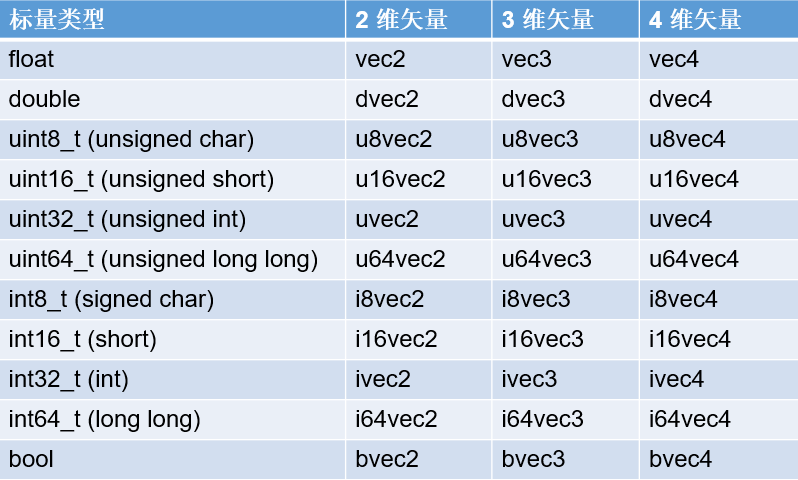 标量类型 2 维矢量 3 维矢量 4 维矢量
float vec2 vec3 vec4
double dvec2 dvec3 dvec4
uint8_t (unsigned char) u8vec2 u8vec3 u8vec4
uint16_t (unsigned short) u16vec2 u16vec3 u16vec4
uint32_t (unsigned int) uvec2 uvec3 uvec4
uint64_t (unsigned long long) u64vec2 u64vec3 u64vec4
int8_t (signed char) i8vec2 i8vec3 i8vec4
int16_t (short) i16vec2 i16vec3 i16vec4
int32_t (int) ivec2 ivec3 ivec4
int64_t (long long) i64vec2 i64vec3 i64vec4
bool bvec2 bvec3 bvec4